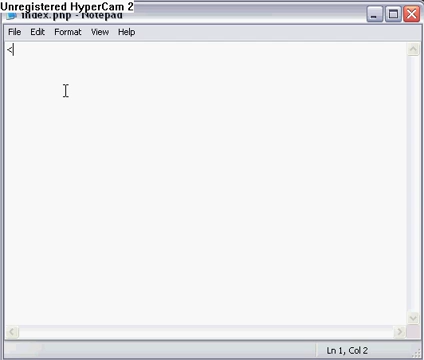 Unregistered HyperCam 2
index.php - Notepad
File Edit Format View Help
<
Ln 1, Col 2